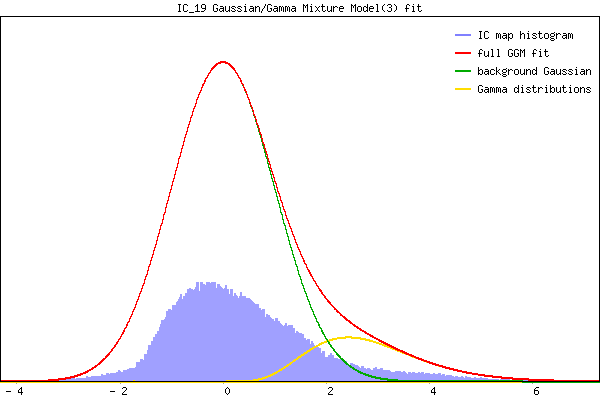 IC_19 Gaussian/Gamma Mixture Model(3) fit
IC map histogram
full GGM fit
background Gaussian
Gamma distributions
-4 -2 0 2 4 6